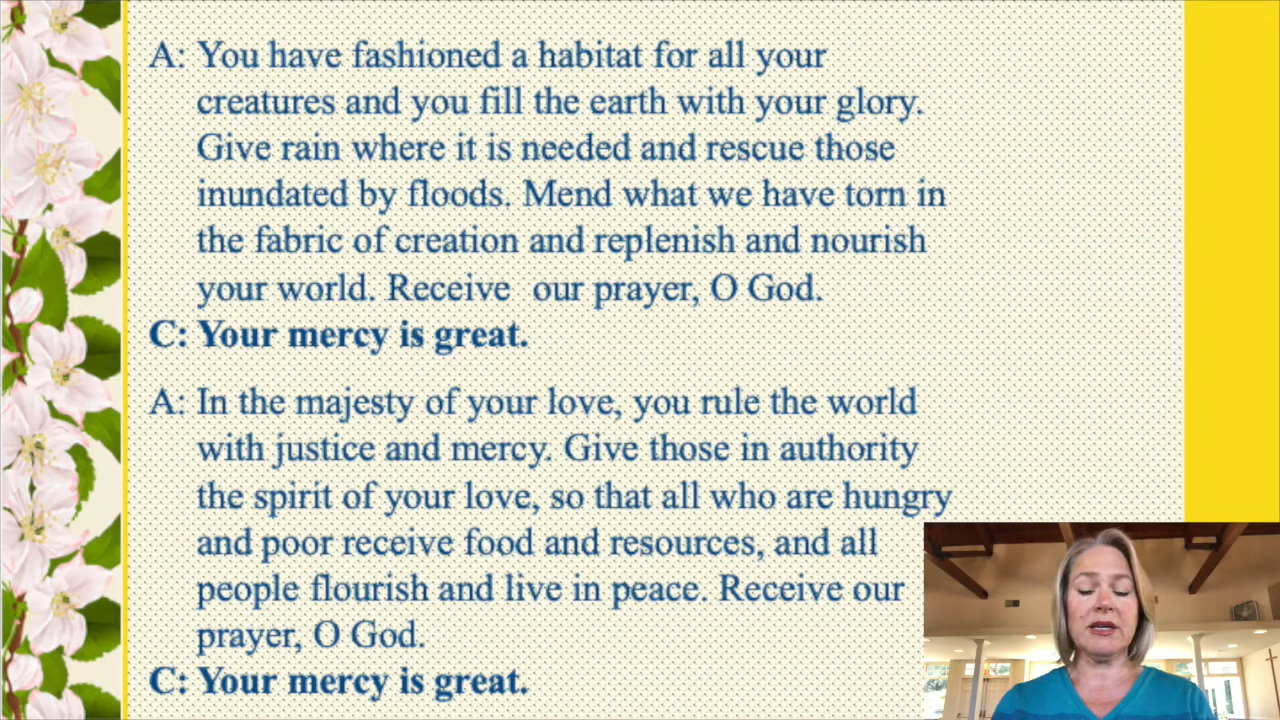 A: You have fashioned a habitat for all your
creatures and you fill the earth with your glory.
Give rain where it is needed and rescue those
inundated by floods. Mend what we have torn in
the fabric of creation and replenish and nourish
your world. Receive our prayer, O God.
C: Your mercy is great.
A: In the majesty of your love, you rule the world
with justice and mercy. Give those in authority
the spirit of your love, so that all who are hungry
and poor receive food and resources, and all
people flourish and live in peace. Receive our
prayer, O God.
C: Your mercy is great.